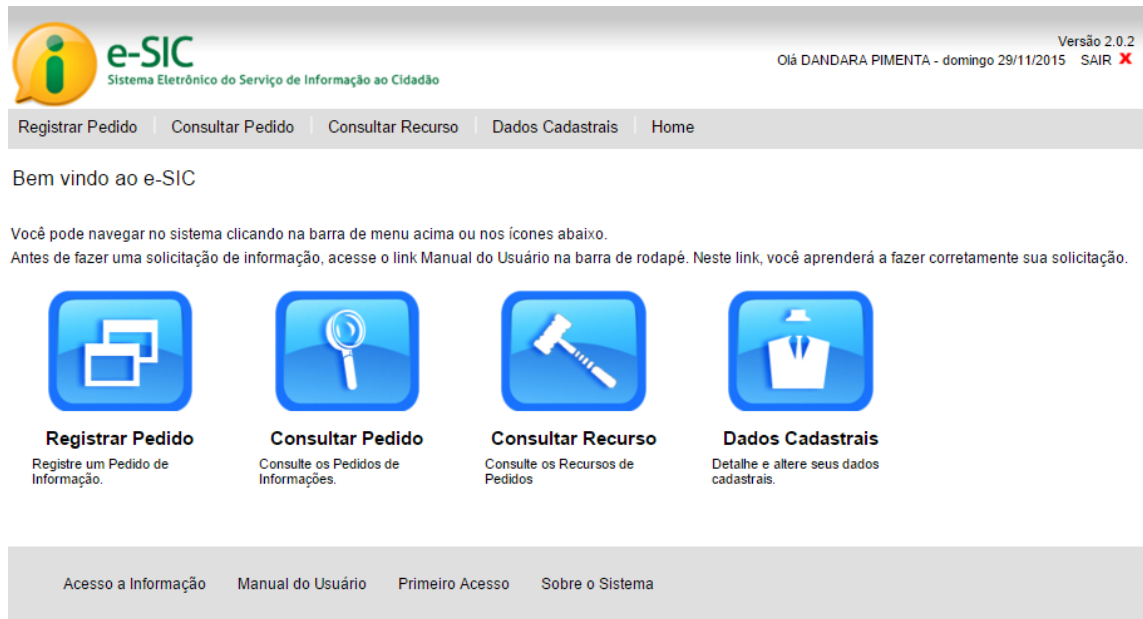 Versão 2.0.2
e-SIC
Sistema Eletrônico do Serviço de Informação ao Cidadão
Olá DANDARA PIMENTA - domingo 29/11/2015 SAIR X
Registrar Pedido Consultar Pedido Consultar Recurso Dados Cadastrais Home
Bem vindo ao e-SIC
Você pode navegar no sistema clicando na barra de menu acima ou nos ícones abaixo.
Antes de fazer uma solicitação de informação, acesse o link Manual do Usuário na barra de rodapé. Neste link, você aprenderá a fazer corretamente sua solicitação.
Registrar Pedido
Registre um Pedido de
Informação.
Consultar Pedido
Consulte os Pedidos de
Informações.
Consultar Recurso
Consulte os Recursos de
Pedidos
Dados Cadastrais
Detalhe e altere seus dados
cadastrais.
Acesso a Informação Manual do Usuário Primeiro Acesso Sobre o Sistema